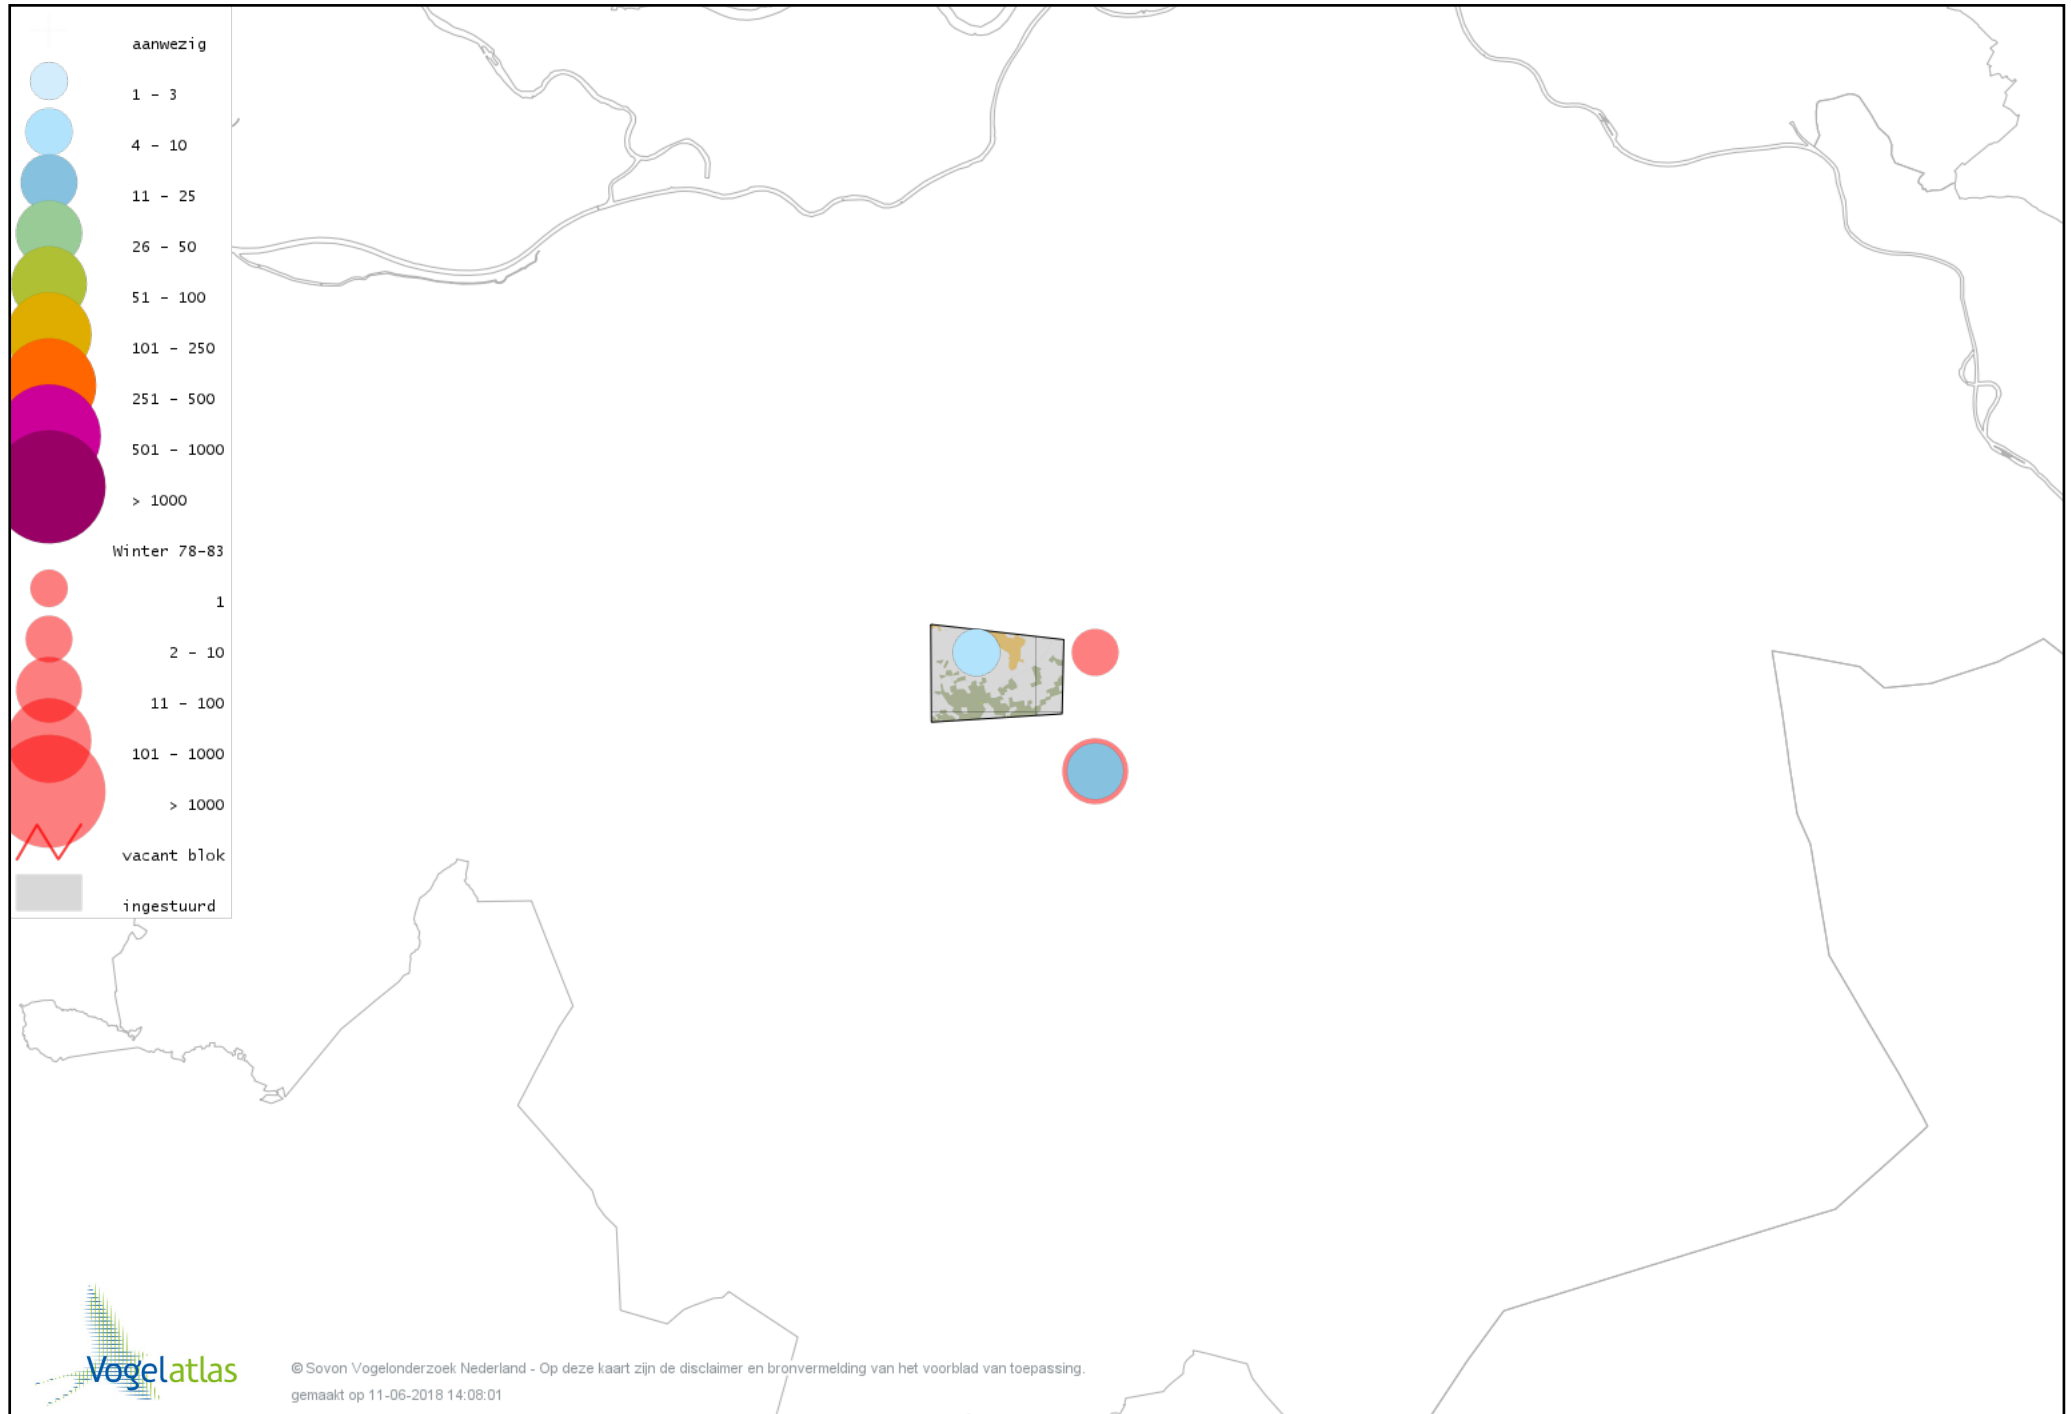 aanwezig
1 - 3
4 - 10
11 - 25
26 - 50
51 - 100
101 - 250
251 - 500
501 - 1000
> 1000
Winter 78-83
1
2 - 10
11 - 100
101 - 1000
> 1000
vacant blok
ingestuurd
Vogelatlas
© Sovon Vogelonderzoek Nederland - Op deze kaart zijn de disclaimer en bronvermelding van het voorblad van toepassing.
gemaakt op 11-06-2018 14:08:01